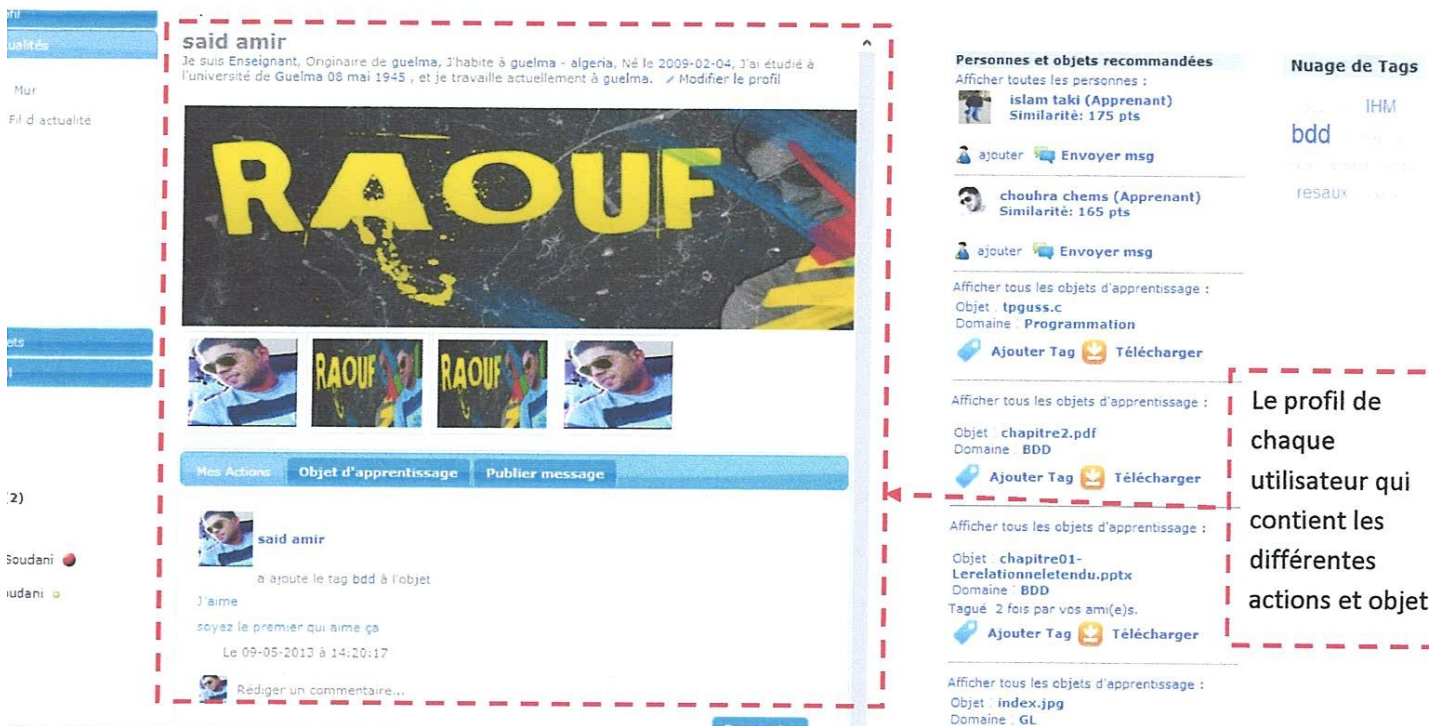 ualités
Mur
Fil d actualité
ets
(2)
Soudani
udani
said amir
Je suis Enseignant, Originaire de guelma, J'habite à guelma - algeria, Né le 2009-02-04, J'ai étudié à
l'université de Guelma 08 mai 1945 , et je travaille actuellement à guelma. Modifier le profil
RAOUF
RAOUF
RAOUF
Mes Actions Objet d'apprentissage Publier message
said amir
a ajouté le tag bdd à l'objet
J'aime
soyez le premier qui aime ça
Le 09-05-2013 à 14:20:17
Rédiger un commentaire...
Personnes et objets recommandées
Afficher toutes les personnes :
islam taki (Apprenant)
Similarité: 175 pts
ajouter Envoyer msg
chouhra chems (Apprenant)
Similarité: 165 pts
ajouter Envoyer msg
Afficher tous les objets d'apprentissage :
Objet : tpguss.c
Domaine : Programmation
Ajouter Tag Télécharger
Afficher tous les objets d'apprentissage :
Objet : chapitre2.pdf
Domaine : BDD
Ajouter Tag Télécharger
Afficher tous les objets d'apprentissage :
Objet : chapitre01-
Lerelationneletendu.pptx
Domaine : BDD
Tagué 2 fois par vos ami(e)s.
Ajouter Tag Télécharger
Afficher tous les objets d'apprentissage :
Objet : index.jpg
Domaine : GL
Nuage de Tags
IHM
bdd
resaux
Le profil de
chaque
utilisateur qui
contient les
différentes
actions et objet